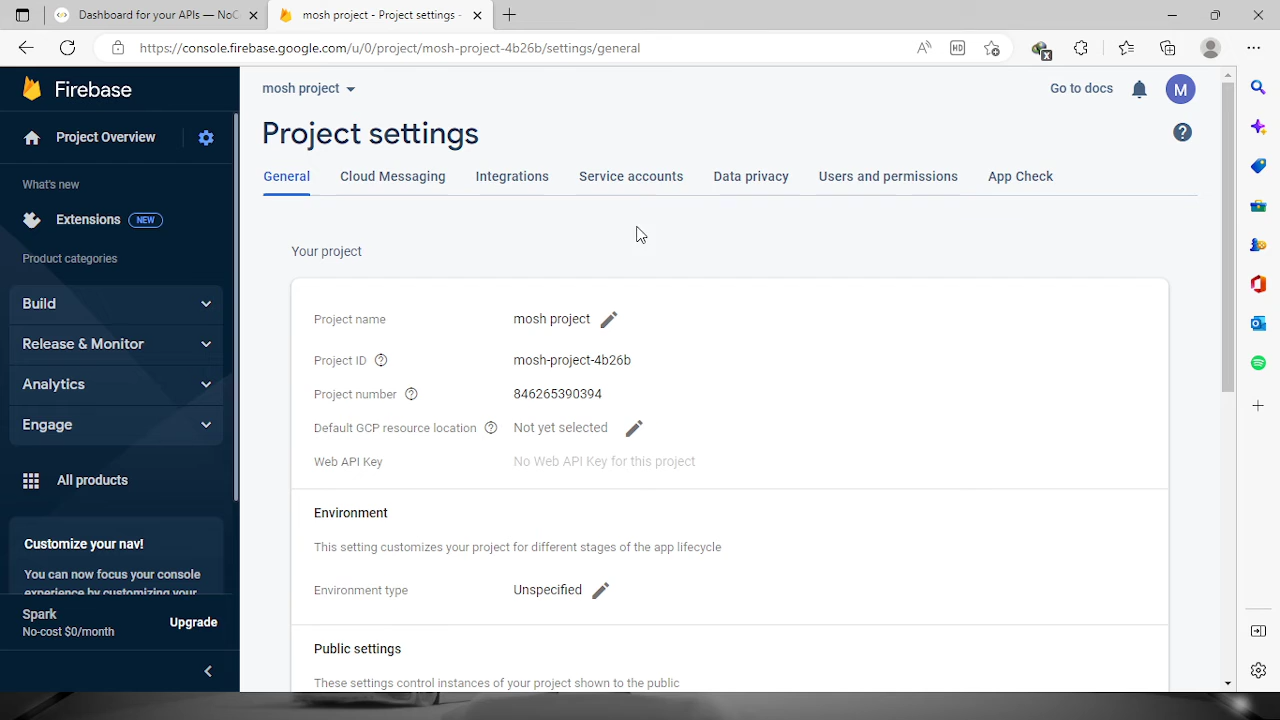 Dashboard for your APIs — NoC
mosh project - Project settings -
https://console.firebase.google.com/u/0/project/mosh-project-4b26b/settings/general
A
HD
x
Firebase
mosh project
Go to docs
M
Project Overview
Project settings
?
General Cloud Messaging Integrations Service accounts Data privacy Users and permissions App Check
What's new
Extensions NEW
Product categories
Build
Release & Monitor
Analytics
Engage
All products
Customize your nav!
You can now focus your console
experience by customizing your
Spark
No-cost $0/month
Upgrade
Your project
Project name mosh project
Project ID ? mosh-project-4b26b
Project number ? 846265390394
Default GCP resource location ? Not yet selected
Web API Key No Web API Key for this project
Environment
This setting customizes your project for different stages of the app lifecycle
Environment type Unspecified
Public settings
These settings control instances of your project shown to the public